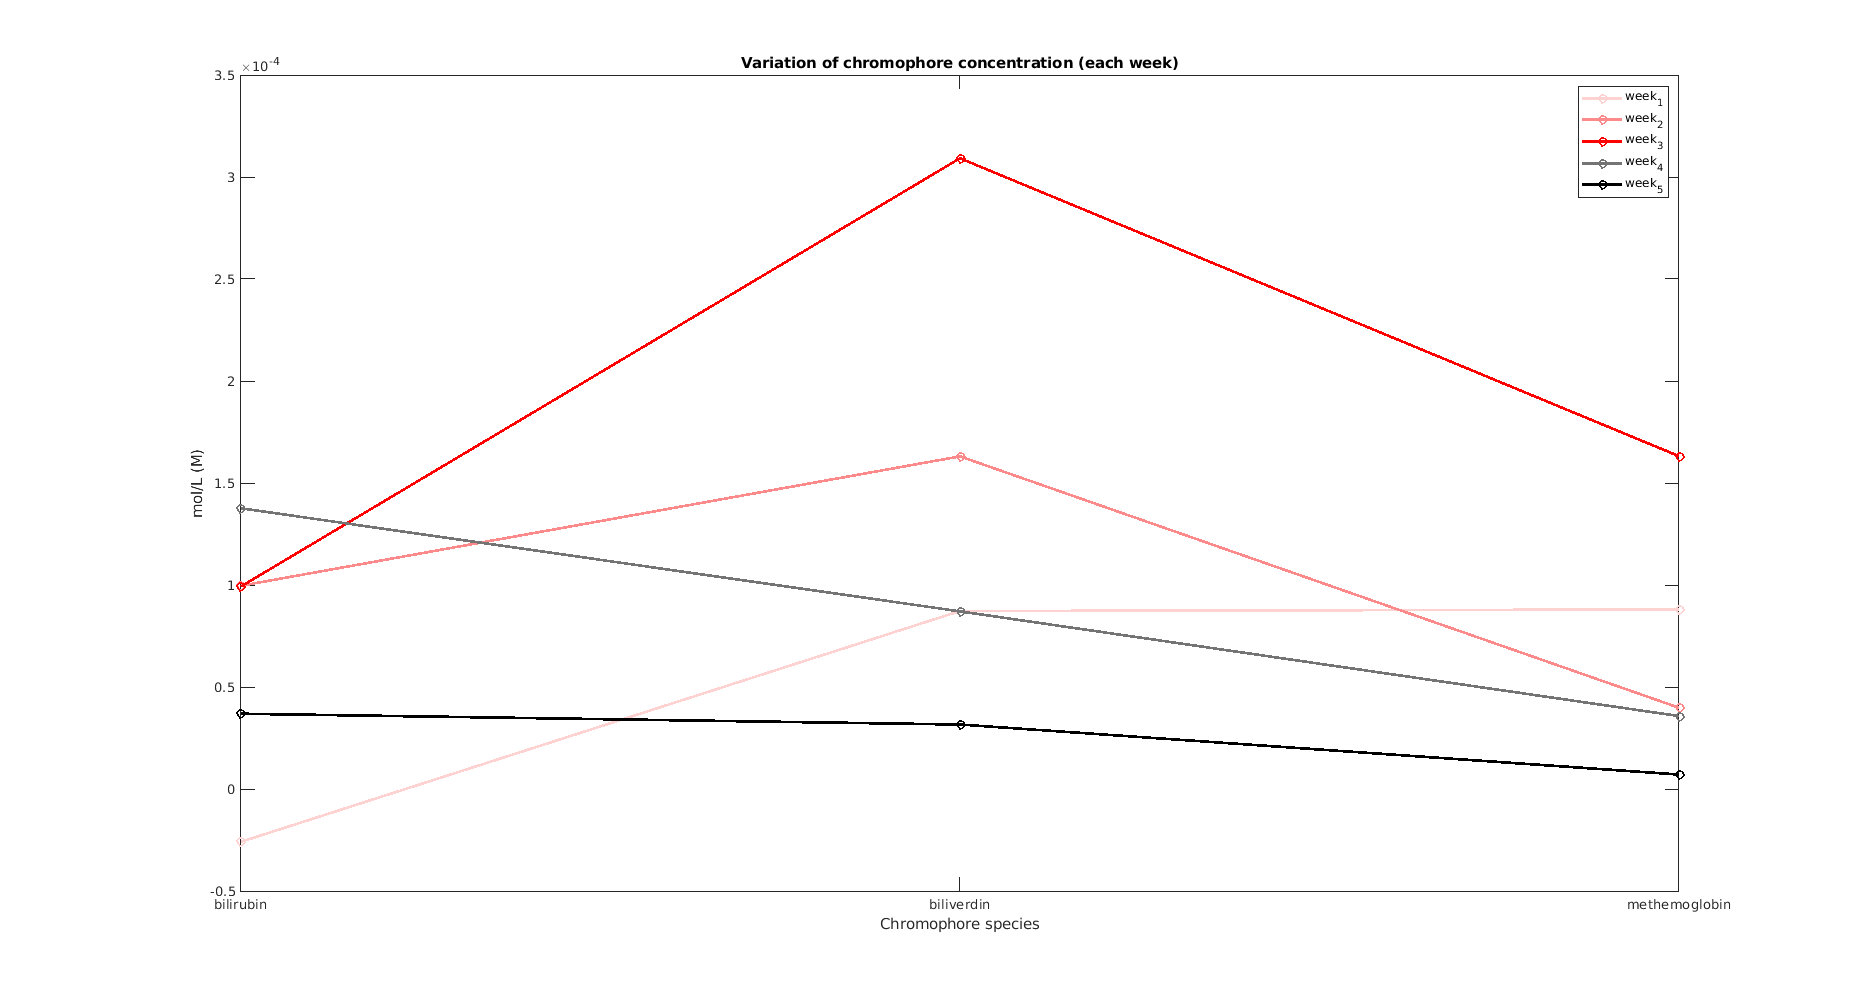 Variation of chromophore concentration (each week)
×10-4
3.5
3
2.5
2
1.5
1
0.5
0
-0.5
mol/L (M)
bilirubin biliverdin methemoglobin
Chromophore species
week1
week2
week3
week4
week5